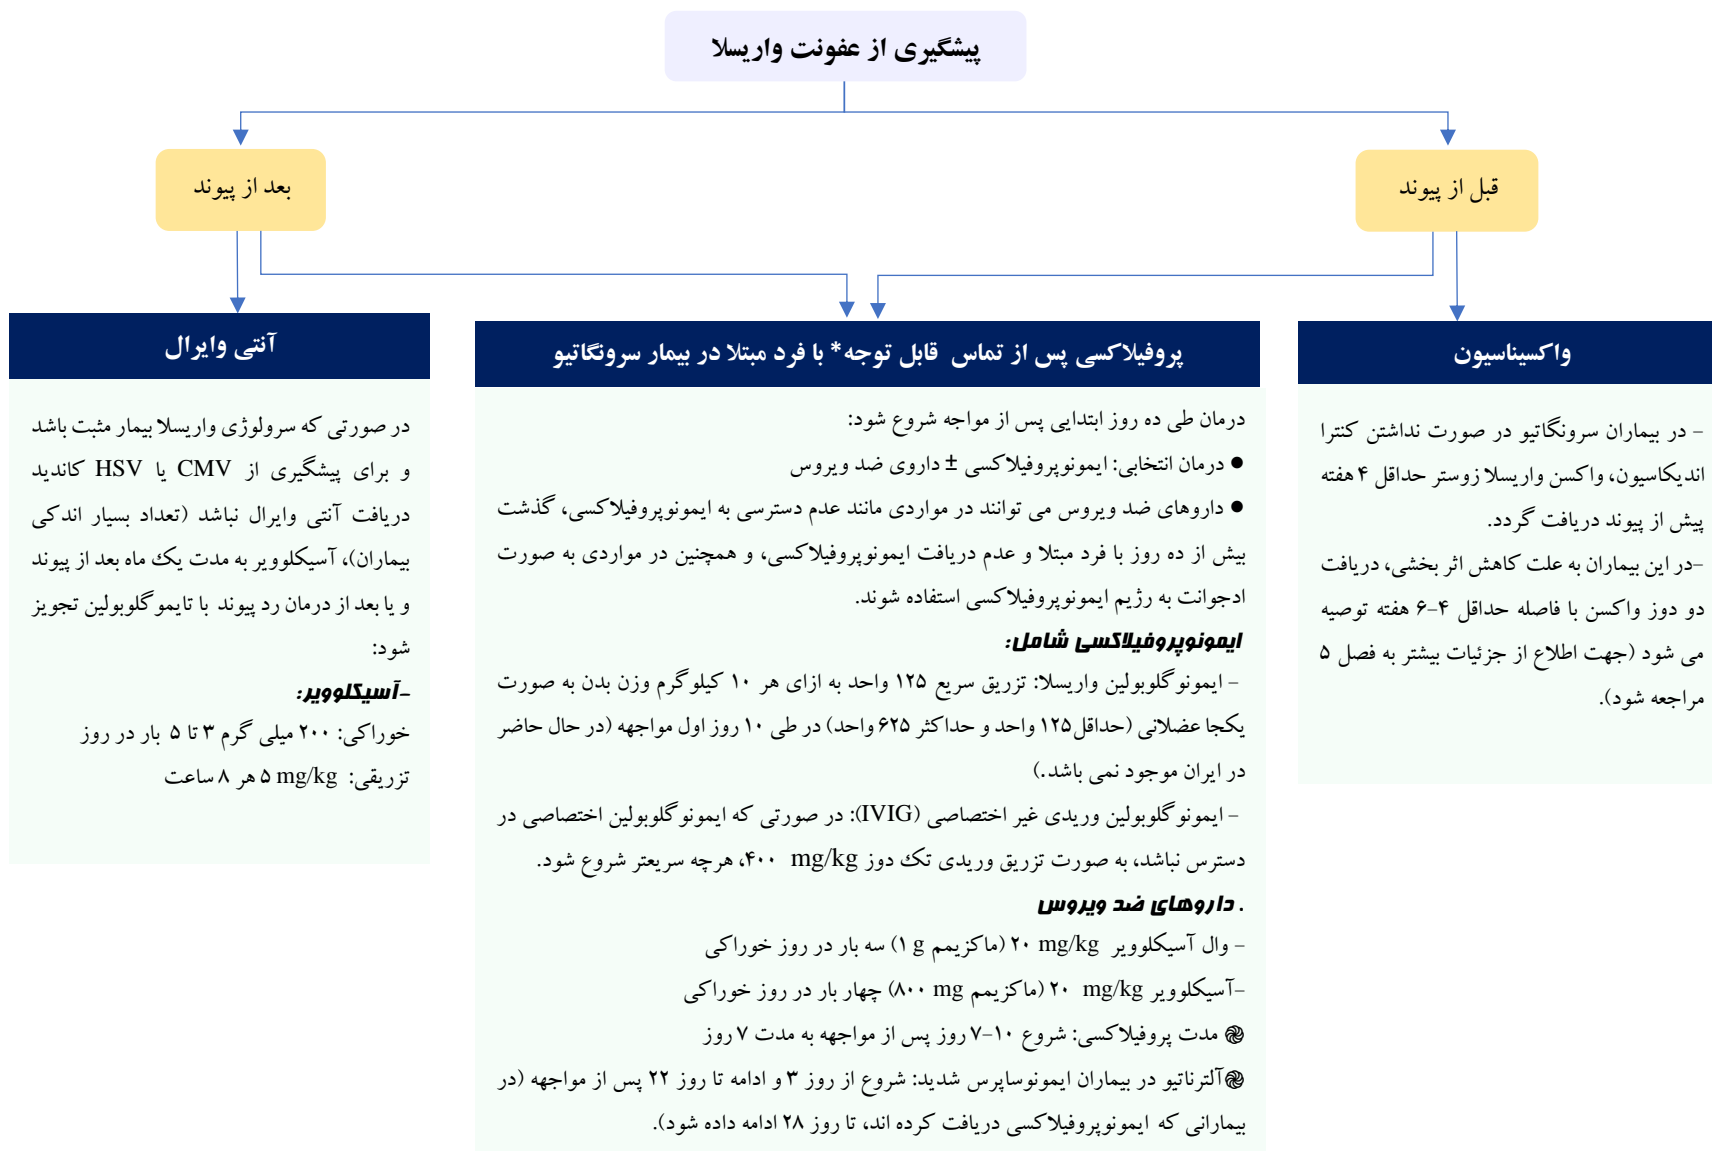 پیشگیری از عفونت واریسلا
قبل از پیوند
بعد از پیوند
واکسیناسیون
- در بیماران سرونگاتیو در صورت نداشتن کنترا
اندیکاسیون، واکسن واریسلا زوستر حداقل ۴ هفته
پیش از پیوند دریافت گردد.
-در این بیماران به علت کاهش اثر بخشی، دریافت
دو دوز واکسن با فاصله حداقل ۴-۶ هفته توصیه
می شود (جهت اطلاع از جزئیات بیشتر به فصل ۵
مراجعه شود).
پروفیلاکسی پس از تماس قابل توجه* با فرد مبتلا در بیمار سرونگاتیو
درمان طی ده روز ابتدایی پس از مواجه شروع شود:
● درمان انتخابی: ایمونوپروفیلاکسی ± داروی ضد ویروس
● داروهای ضد ویروس می توانند در مواردی مانند عدم دسترسی به ایمونوپروفیلاکسی، گذشت
بیش از ده روز با فرد مبتلا و عدم دریافت ایمونوپروفیلاکسی، و همچنین در مواردی به صورت
ادجوانت به رژیم ایمونوپروفیلاکسی استفاده شوند.
ایمونوپروفیلاکسی شامل:
- ایمونوگلوبولین واریسلا: تزریق سریع ۱۲۵ واحد به ازای هر ۱۰ کیلوگرم وزن بدن به صورت
یکجا عضلانی (حداقل۱۲۵ واحد و حداکثر ۶۲۵ واحد) در طی ۱۰ روز اول مواجهه (در حال حاضر
در ایران موجود نمی باشد.)
- ایمونوگلوبولین وریدی غیر اختصاصی (IVIG): در صورتی که ایمونوگلوبولین اختصاصی در
دسترس نباشد، به صورت تزریق وریدی تک دوز ۴۰۰ mg/kg، هرچه سریعتر شروع شود.
. داروهای ضد ویروس
- وال آسیکلوویر ۲۰ mg/kg (ماکزیمم ۱ g) سه بار در روز خوراکی
-آسیکلوویر ۲۰ mg/kg (ماکزیمم ۸۰۰ mg) چهار بار در روز خوراکی
֎ مدت پروفیلاکسی: شروع ۱۰-۷ روز پس از مواجهه به مدت ۷ روز
֎آلترناتیو در بیماران ایمونوساپرس شدید: شروع از روز ۳ و ادامه تا روز ۲۲ پس از مواجهه (در
بیمارانی که ایمونوپروفیلاکسی دریافت کرده اند، تا روز ۲۸ ادامه داده شود).
آنتی وایرال
در صورتی که سرولوژی واریسلا بیمار مثبت باشد
و برای پیشگیری از CMV یا HSV کاندید
دریافت آنتی وایرال نباشد (تعداد بسیار اندکی
بیماران)، آسیکلوویر به مدت یک ماه بعد از پیوند
و یا بعد از درمان رد پیوند با تایموگلوبولین تجویز
شود:
-آسیکلوویر:
خوراکی: ۲۰۰ میلی گرم ۳ تا ۵ بار در روز
تزریقی: ۵ mg/kg هر ۸ ساعت